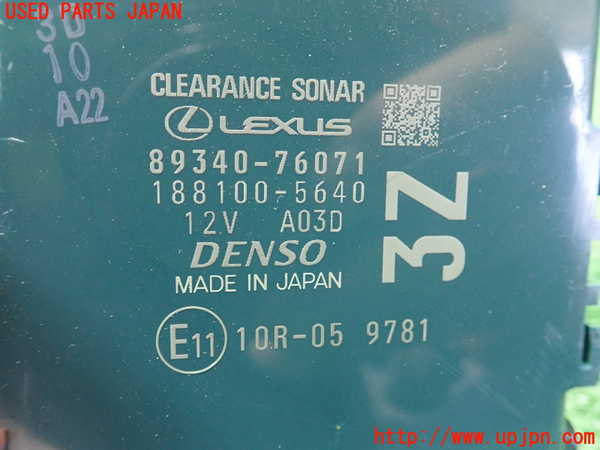 USED PARTS JAPAN
3D
10
A22
CLEARANCE SONAR
LEXUS
89340-76071
188100-5640
12V A03D
DENSO
MADE IN JAPAN
3Z
E11 10R-05 9781
http://www.upjpn.com